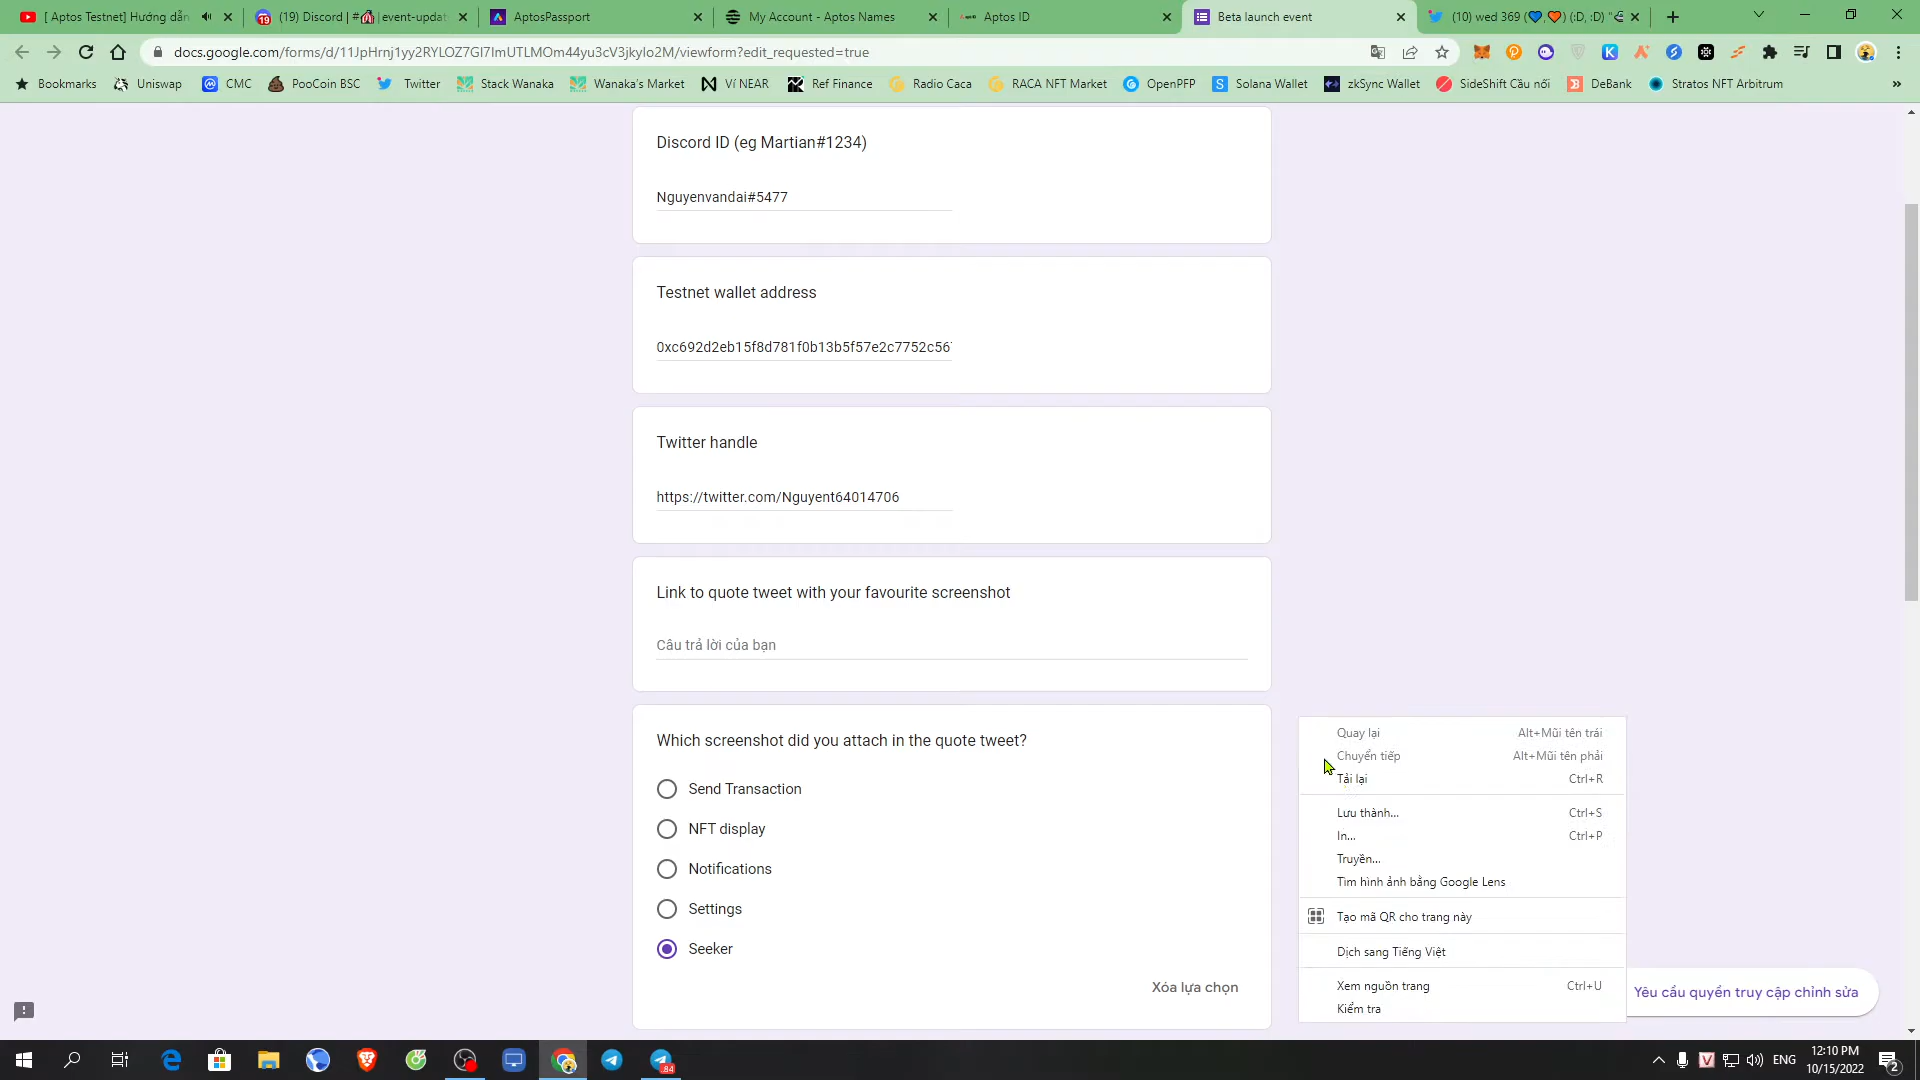 [ Aptos Testnet] Hướng dẫn
(19) Discord | # | event-updat
AptosPassport
My Account - Aptos Names
Aptos ID
Beta launch event
(10) wed 369 (💙,🧡) (:D, :D) "
docs.google.com/forms/d/11JpHrnj1yy2RYLOZ7Gl7ImUTLMOm44yu3cV3jkylo2M/viewform?edit_requested=true
Bookmarks
Uniswap
CMC
PooCoin BSC
Twitter
Stack Wanaka
Wanaka's Market
Ví NEAR
Ref Finance
Radio Caca
RACA NFT Market
OpenPFP
Solana Wallet
zkSync Wallet
SideShift Cầu nối
DeBank
Stratos NFT Arbitrum
»
Discord ID (eg Martian#1234)
Nguyenvandai#5477
Testnet wallet address
0xc692d2eb15f8d781f0b13b5f57e2c7752c56
Twitter handle
https://twitter.com/Nguyent64014706
Link to quote tweet with your favourite screenshot
Câu trả lời của bạn
Which screenshot did you attach in the quote tweet?
Send Transaction
NFT display
Notifications
Settings
Seeker
Xóa lựa chọn
Quay lại Alt+Mũi tên trái
Chuyển tiếp Alt+Mũi tên phải
Tải lại Ctrl+R
Lưu thành... Ctrl+S
In... Ctrl+P
Truyền...
Tìm hình ảnh bằng Google Lens
Tạo mã QR cho trang này
Dịch sang Tiếng Việt
Xem nguồn trang Ctrl+U
Kiểm tra
Yêu cầu quyền truy cập chỉnh sửa
84
ENG
12:10 PM
10/15/2022
2